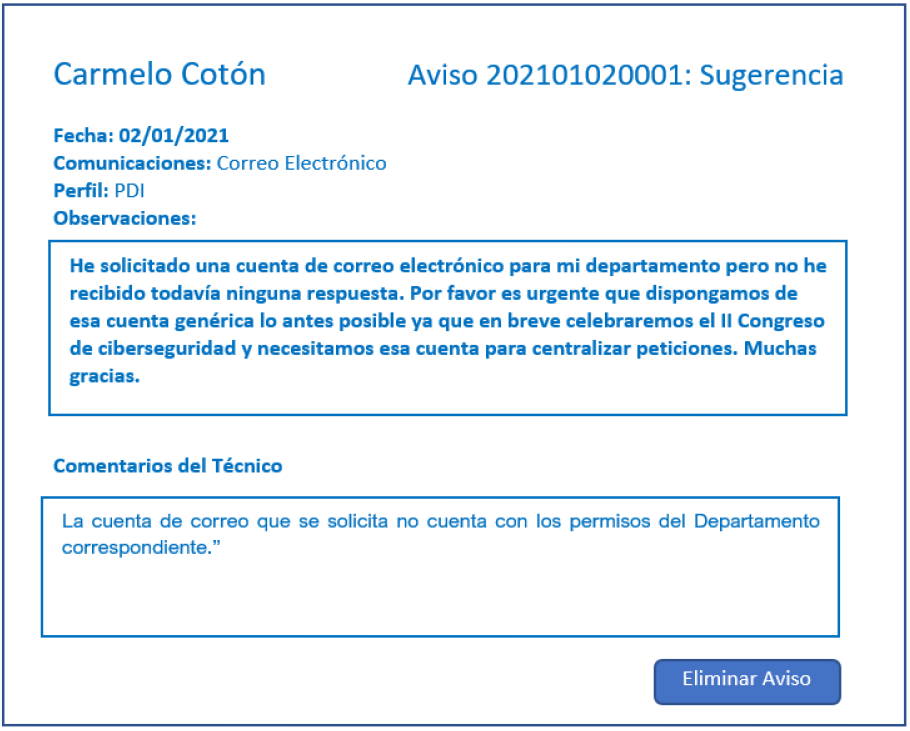 Carmelo Cotón Aviso 202101020001: Sugerencia
Fecha: 02/01/2021
Comunicaciones: Correo Electrónico
Perfil: PDI
Observaciones:
He solicitado una cuenta de correo electrónico para mi departamento pero no he
recibido todavía ninguna respuesta. Por favor es urgente que dispongamos de
esa cuenta genérica lo antes posible ya que en breve celebraremos el II Congreso
de ciberseguridad y necesitamos esa cuenta para centralizar peticiones. Muchas
gracias.
Comentarios del Técnico
La cuenta de correo que se solicita no cuenta con los permisos del Departamento
correspondiente.”
Eliminar Aviso